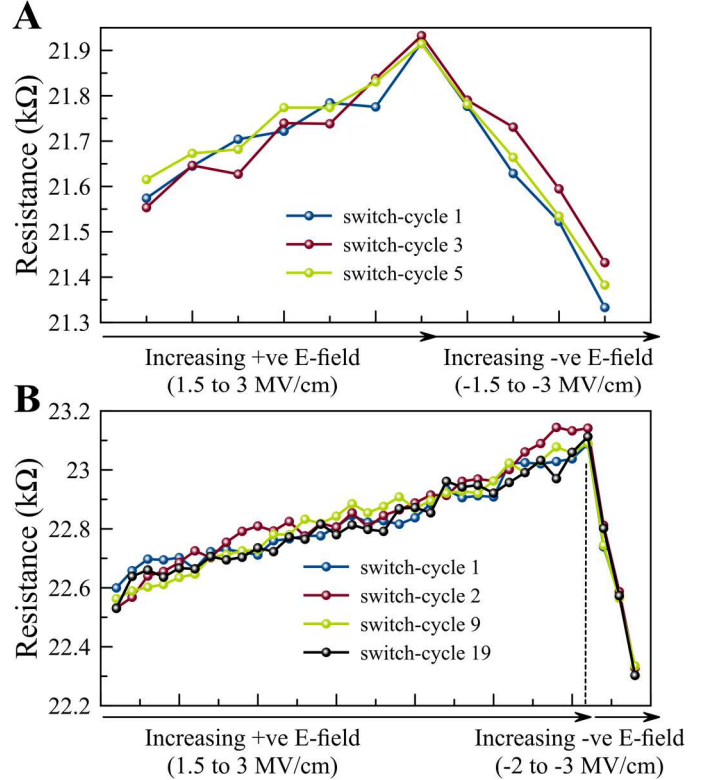 A
Resistance (kΩ)
21.9
21.8
21.7
21.6
21.5
21.4
21.3
switch-cycle 1
switch-cycle 3
switch-cycle 5
Increasing +ve E-field
(1.5 to 3 MV/cm)
Increasing -ve E-field
(-1.5 to -3 MV/cm)
B
Resistance (kΩ)
23.2
23
22.8
22.6
22.4
22.2
switch-cycle 1
switch-cycle 2
switch-cycle 9
switch-cycle 19
Increasing +ve E-field
(1.5 to 3 MV/cm)
Increasing -ve E-field
(-2 to -3 MV/cm)